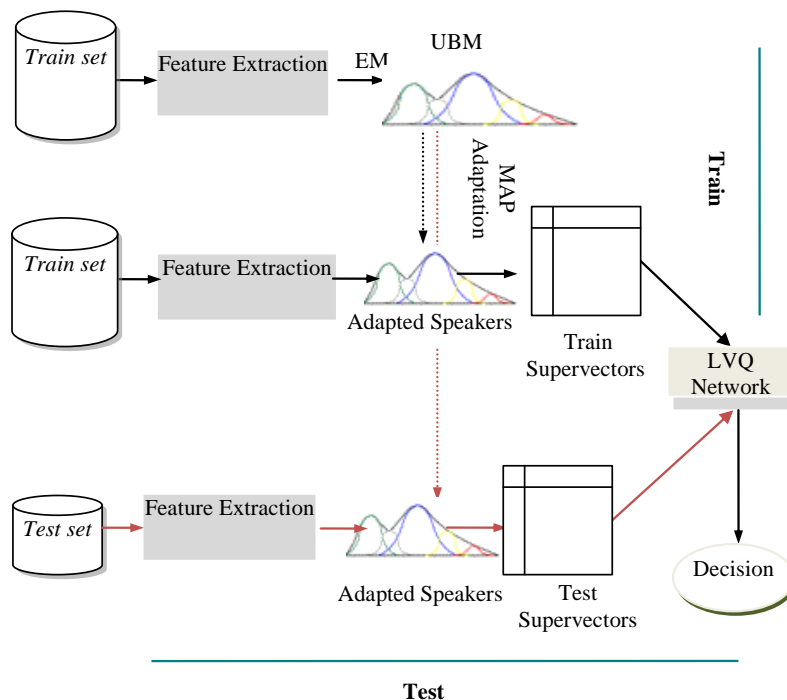 UBM
Train set
Feature Extraction
EM
Train
MAP
Adaptation
Train set
Feature Extraction
Adapted Speakers
Train
Supervectors
LVQ
Network
Test set
Feature Extraction
Adapted Speakers
Test
Supervectors
Decision
Test